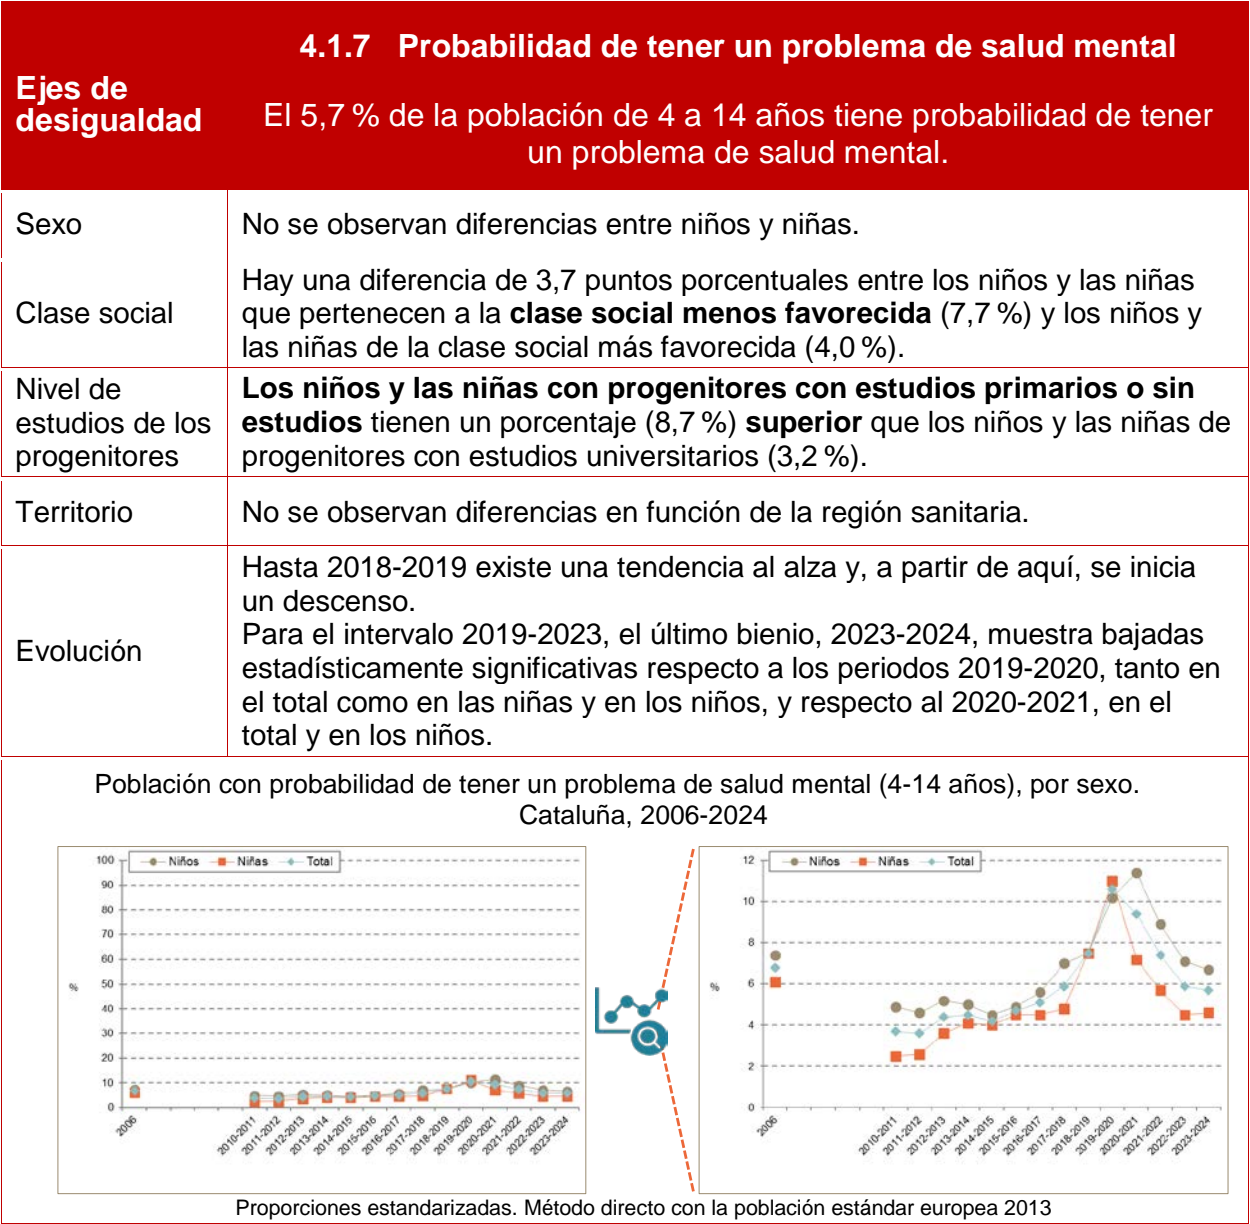 4.1.7 Probabilidad de tener un problema de salud mental
Ejes de
desigualdad
El 5,7 % de la población de 4 a 14 años tiene probabilidad de tener
un problema de salud mental.
Sexo
No se observan diferencias entre niños y niñas.
Clase social
Hay una diferencia de 3,7 puntos porcentuales entre los niños y las niñas
que pertenecen a la clase social menos favorecida (7,7 %) y los niños y
las niñas de la clase social más favorecida (4,0 %).
Nivel de
estudios de los
progenitores
Los niños y las niñas con progenitores con estudios primarios o sin
estudios tienen un porcentaje (8,7 %) superior que los niños y las niñas de
progenitores con estudios universitarios (3,2 %).
Territorio
No se observan diferencias en función de la región sanitaria.
Evolución
Hasta 2018-2019 existe una tendencia al alza y, a partir de aquí, se inicia
un descenso.
Para el intervalo 2019-2023, el último bienio, 2023-2024, muestra bajadas
estadísticamente significativas respecto a los periodos 2019-2020, tanto en
el total como en las niñas y en los niños, y respecto al 2020-2021, en el
total y en los niños.
Población con probabilidad de tener un problema de salud mental (4-14 años), por sexo.
Cataluña, 2006-2024
Niños Niñas Total
100
90
80
70
60
50
40
30
20
10
0
%
2006
2010-2011
2011-2012
2012-2013
2013-2014
2014-2015
2015-2016
2016-2017
2017-2018
2018-2019
2019-2020
2020-2021
2021-2022
2022-2023
2023-2024
Niños Niñas Total
12
10
8
6
4
2
0
%
2006
2010-2011
2011-2012
2012-2013
2013-2014
2014-2015
2015-2016
2016-2017
2017-2018
2018-2019
2019-2020
2020-2021
2021-2022
2022-2023
2023-2024
Proporciones estandarizadas. Método directo con la población estándar europea 2013